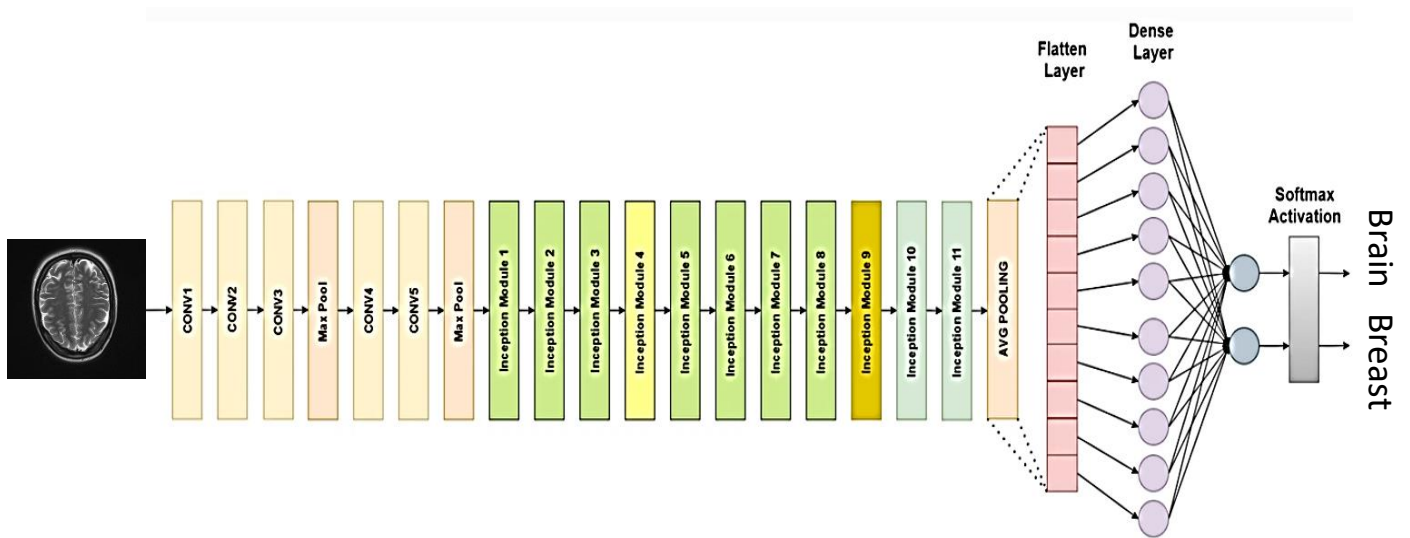 CONV1
CONV2
CONV3
Max Pool
CONV4
CONV5
Max Pool
Inception Module 1
Inception Module 2
Inception Module 3
Inception Module 4
Inception Module 5
Inception Module 6
Inception Module 7
Inception Module 8
Inception Module 9
Inception Module 10
Inception Module 11
AVG POOLING
Flatten
Layer
Dense
Layer
Softmax
Activation
Brain
Breast